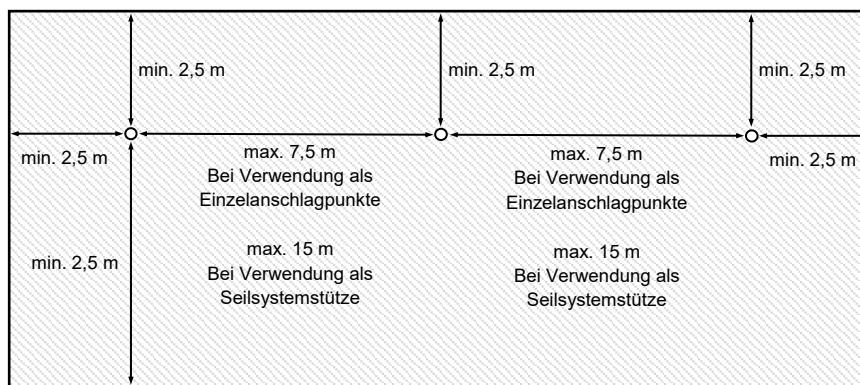 min. 2,5 m
min. 2,5 m
min. 2,5 m
min. 2,5 m
max. 7,5 m
Bei Verwendung als
Einzelanschlagpunkte
max. 7,5 m
Bei Verwendung als
Einzelanschlagpunkte
min. 2,5 m
min. 2,5 m
max. 15 m
Bei Verwendung als
Seilsystemstütze
max. 15 m
Bei Verwendung als
Seilsystemstütze